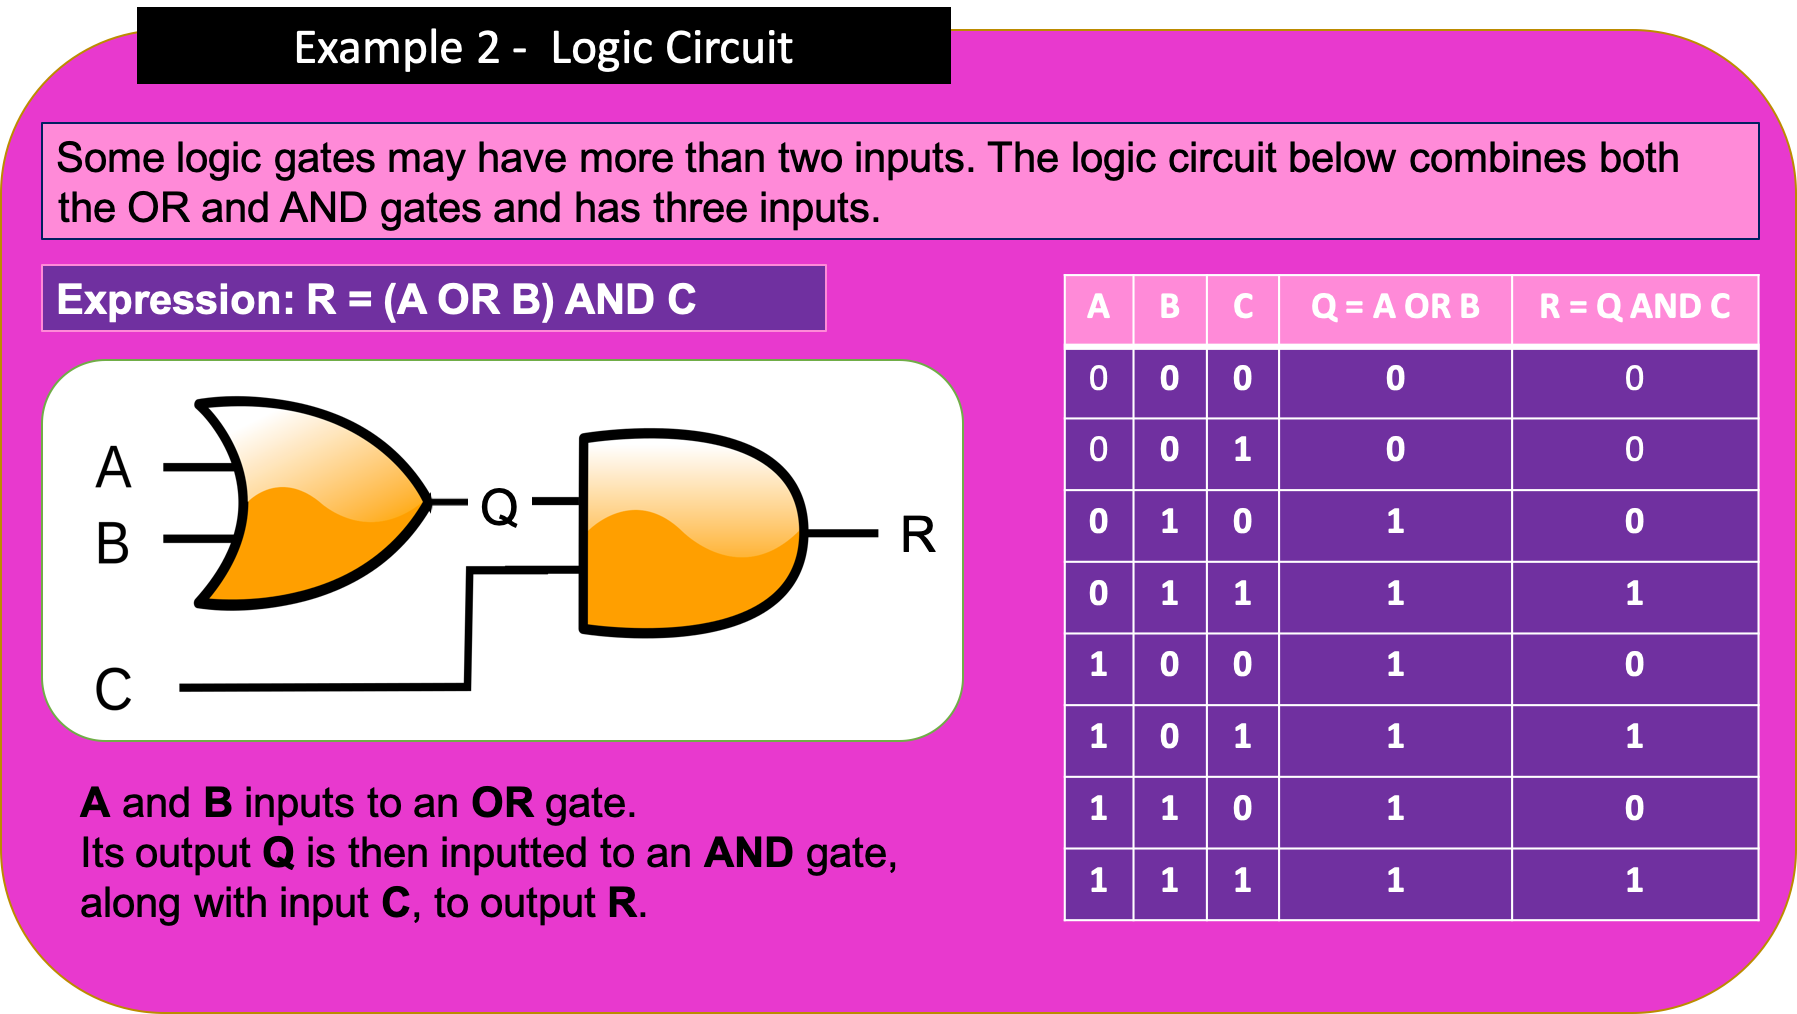 Example 2 - Logic Circuit
Some logic gates may have more than two inputs. The logic circuit below combines both
the OR and AND gates and has three inputs.
Expression: R = (A OR B) AND C
A
B
C
Q
R
A and B inputs to an OR gate.
Its output Q is then inputted to an AND gate,
along with input C, to output R.
A B C Q = A OR B R = Q AND C
0 0 0 0 0
0 0 1 0 0
0 1 0 1 0
0 1 1 1 1
1 0 0 1 0
1 0 1 1 1
1 1 0 1 0
1 1 1 1 1